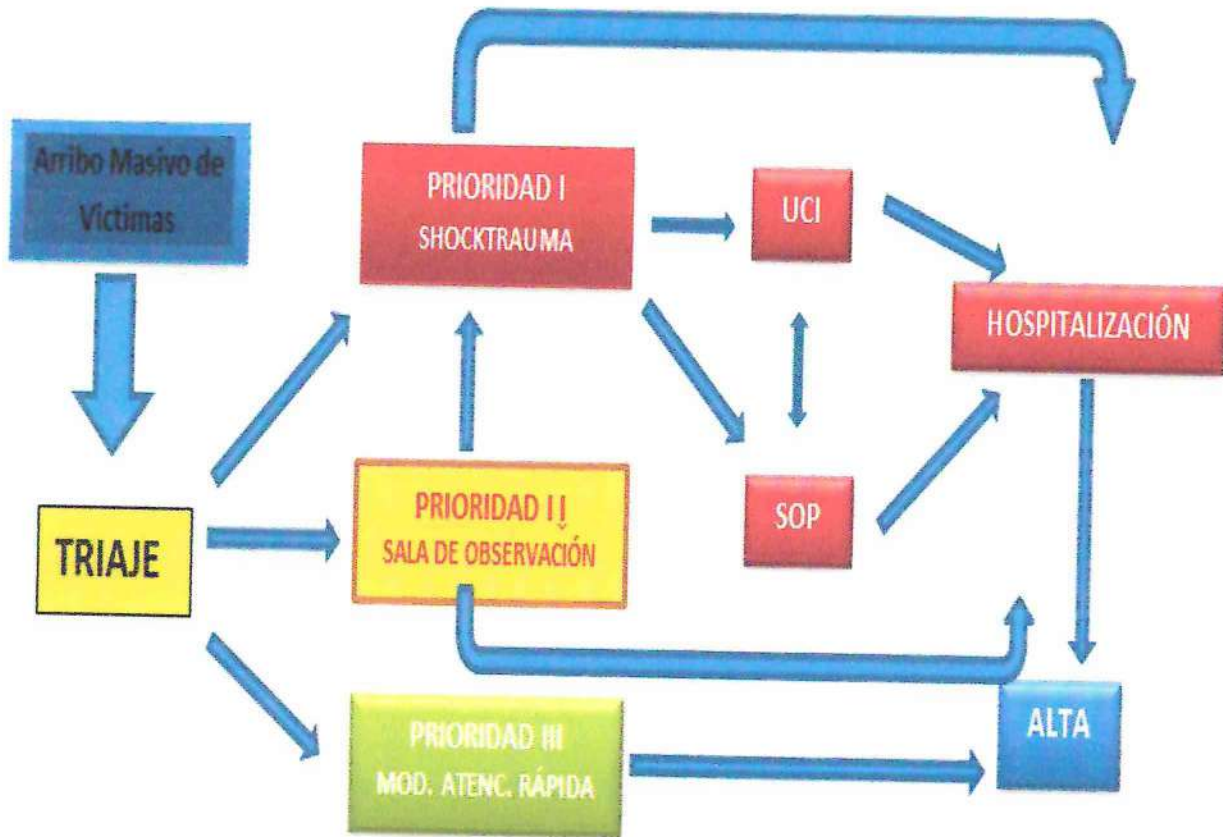 Arribo Masivo de
Victimas
PRIORIDAD I
SHOCKTRAUMA
UCI
HOSPITALIZACIÓN
TRIAJE
PRIORIDAD II
SALA DE OBSERVACIÓN
SOP
PRIORIDAD III
MOD. ATENC. RÁPIDA
ALTA